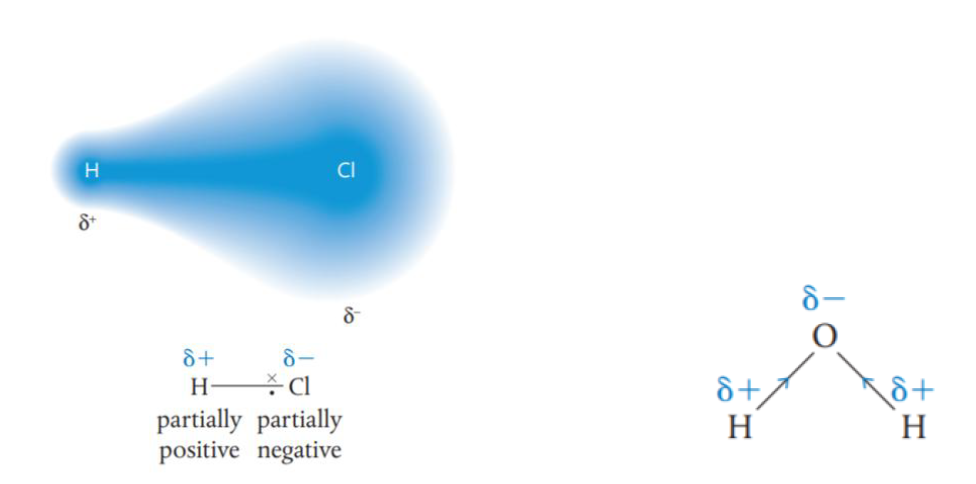 H Cl
δ⁺
δ⁻
δ+ δ−
H Cl
partially partially
positive negative
δ−
O
δ+ δ+
H H